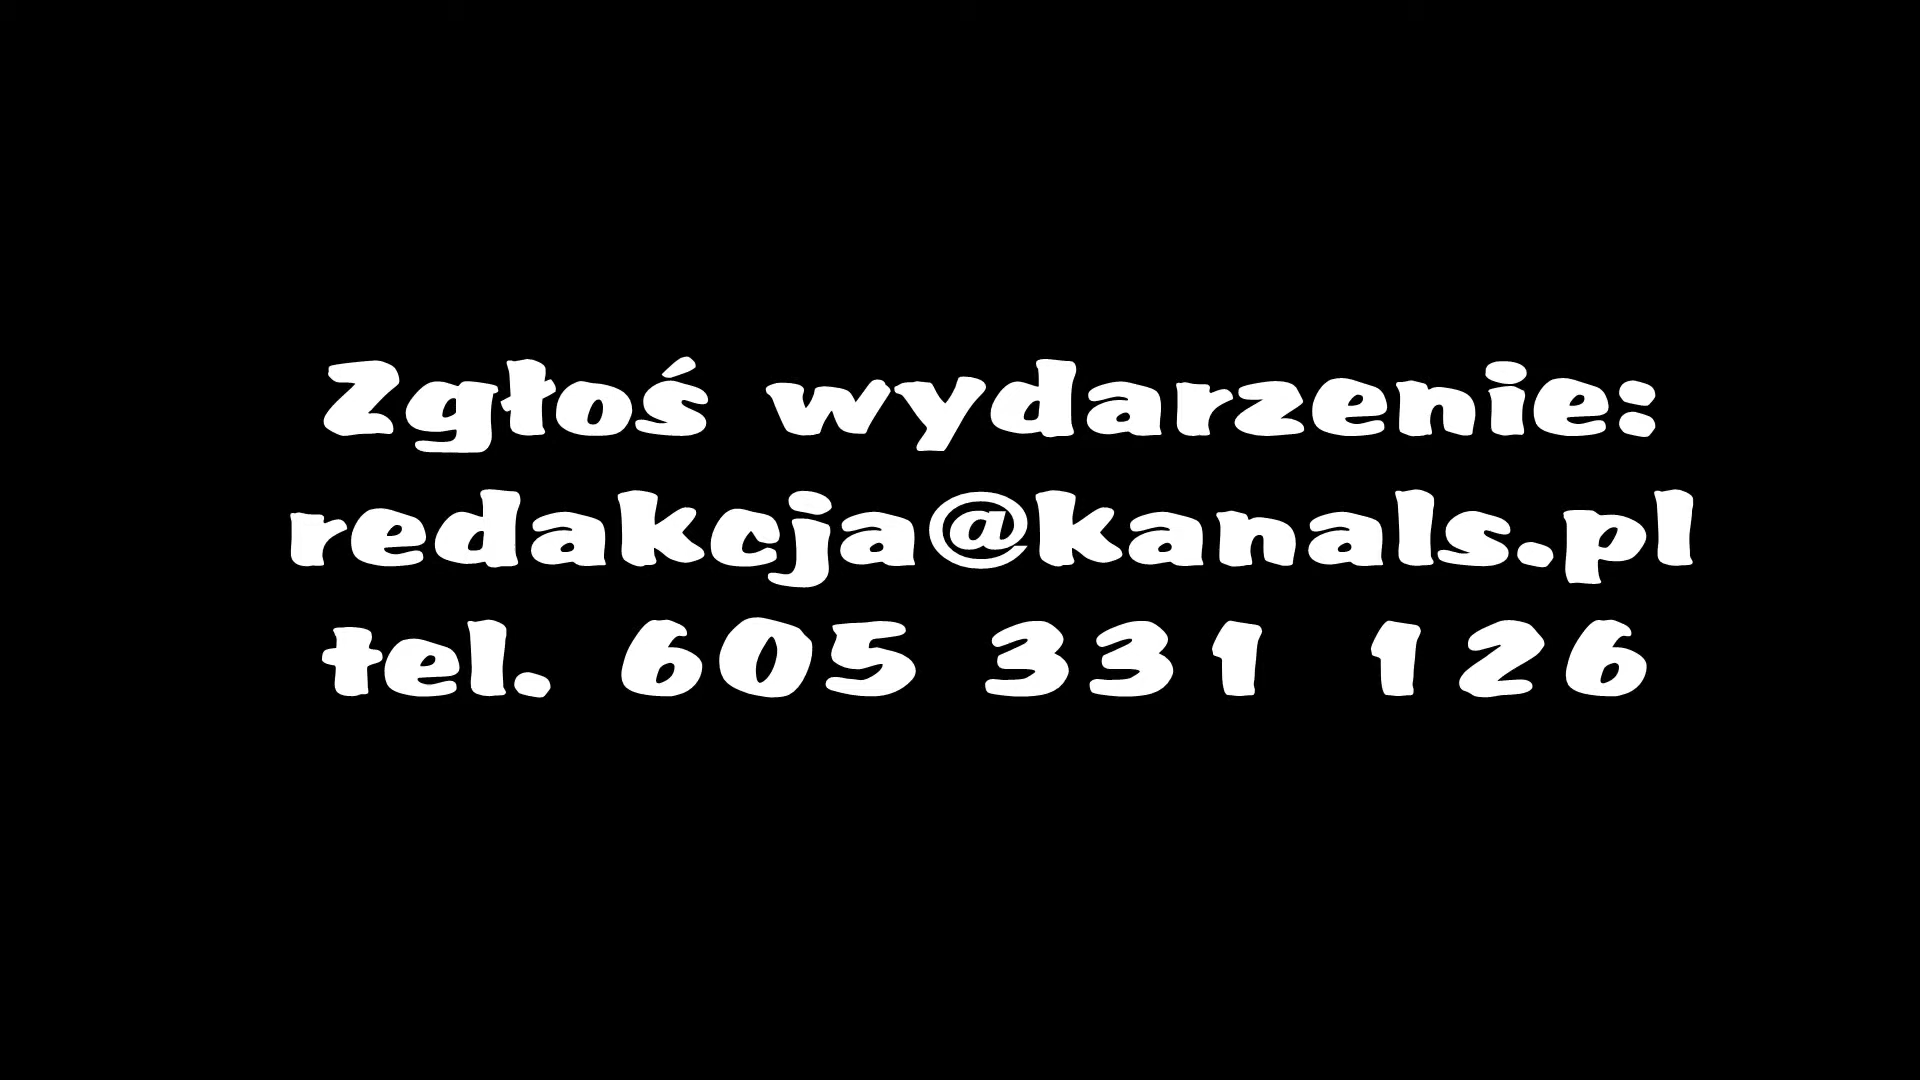 Zgłoś wydarzenie:
redakcja@kanals.pl
tel. 605 331 126